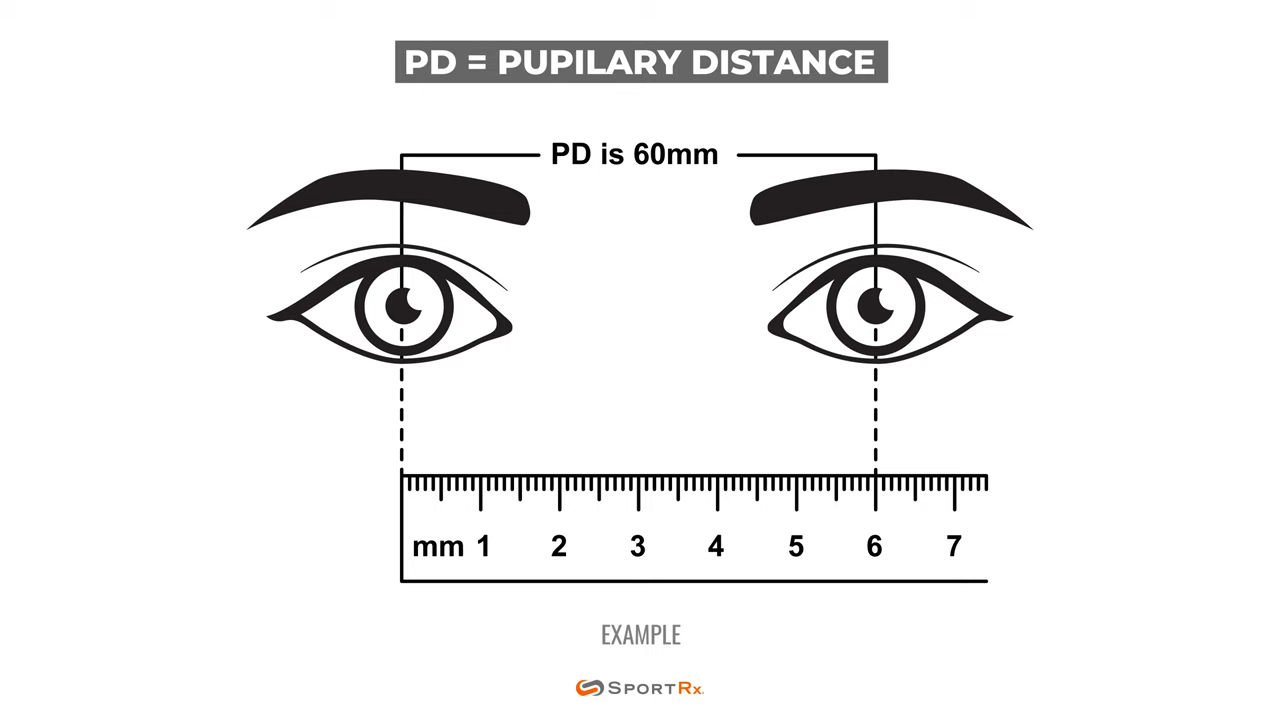 PD = PUPILARY DISTANCE
PD is 60mm
mm 1 2 3 4 5 6 7
EXAMPLE
SPORTRx